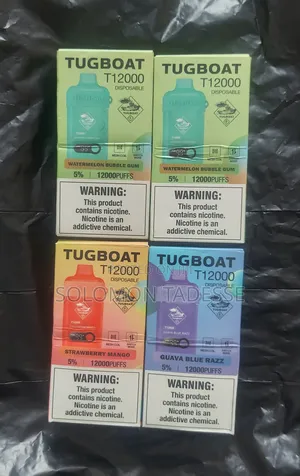 TUGBOAT
T12000
DISPOSABLE
WATERMELON BUBBLE GUM
5% 12000PUFFS
WARNING:
This product
contains nicotine.
Nicotine is an
addictive chemical.
TUGBOAT
T12000
DISPOSABLE
WATERMELON BUBBLE GUM
5% 12000PUFFS
WARNING:
This product
contains nicotine.
Nicotine is an
addictive chemical.
SOLOMON TADESSE
TUGBOAT
T12000
DISPOSABLE
STRAWBERRY MANGO
5% 12000PUFFS
WARNING:
This product
contains nicotine.
Nicotine is an
addictive chemical.
TUGBOAT
T12000
DISPOSABLE
GUAVA BLUE RAZZ
5% 12000PUFFS
WARNING:
This product
contains nicotine.
Nicotine is an
addictive chemical.